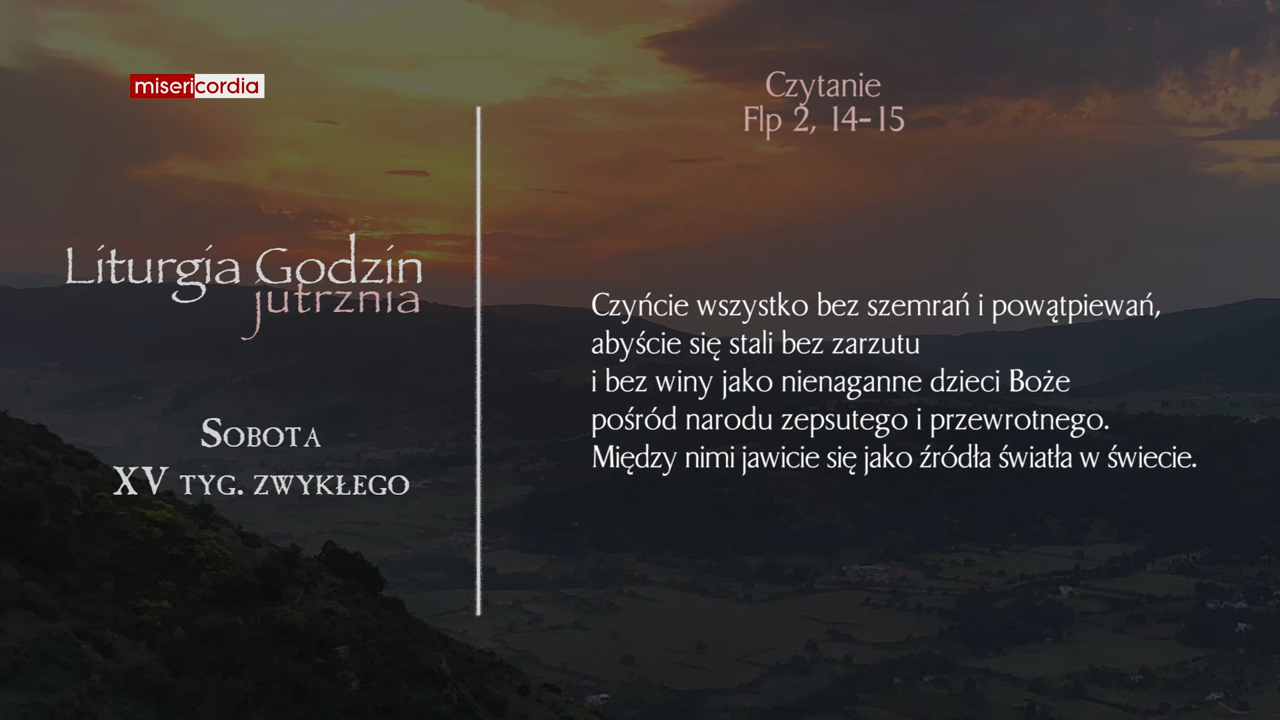 misericordia
Liturgia Godzin
jutrznia
Sobota
XV tyg. zwykłego
Czytanie
Flp 2, 14-15
Czyńcie wszystko bez szemrań i powątpiewań,
abyście się stali bez zarzutu
i bez winy jako nienaganne dzieci Boże
pośród narodu zepsutego i przewrotnego.
Między nimi jawicie się jako źródła światła w świecie.